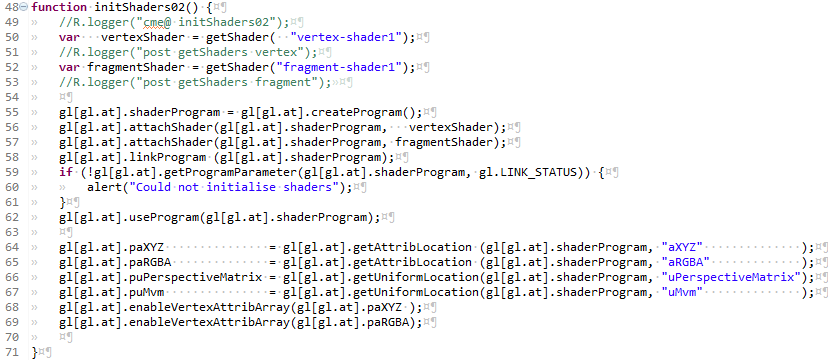 48 function initShaders02() {
49 //R.logger("cme@ initShaders02");
50 var   vertexShader = getShader(  "vertex-shader1");
51 //R.logger("post getShaders vertex");
52 var fragmentShader = getShader("fragment-shader1");
53 //R.logger("post getShaders fragment");
54
55 gl[gl.at].shaderProgram = gl[gl.at].createProgram();
56 gl[gl.at].attachShader(gl[gl.at].shaderProgram,   vertexShader);
57 gl[gl.at].attachShader(gl[gl.at].shaderProgram, fragmentShader);
58 gl[gl.at].linkProgram (gl[gl.at].shaderProgram);
59 if (!gl[gl.at].getProgramParameter(gl[gl.at].shaderProgram, gl.LINK_STATUS)) {
60 alert("Could not initialise shaders");
61 }
62 gl[gl.at].useProgram(gl[gl.at].shaderProgram);
63
64 gl[gl.at].paXYZ              = gl[gl.at].getAttribLocation (gl[gl.at].shaderProgram, "aXYZ"              );
65 gl[gl.at].paRGBA             = gl[gl.at].getAttribLocation (gl[gl.at].shaderProgram, "aRGBA"             );
66 gl[gl.at].puPerspectiveMatrix = gl[gl.at].getUniformLocation(gl[gl.at].shaderProgram, "uPerspectiveMatrix");
67 gl[gl.at].puMvm              = gl[gl.at].getUniformLocation(gl[gl.at].shaderProgram, "uMvm"              );
68 gl[gl.at].enableVertexAttribArray(gl[gl.at].paXYZ );
69 gl[gl.at].enableVertexAttribArray(gl[gl.at].paRGBA);
70
71 }